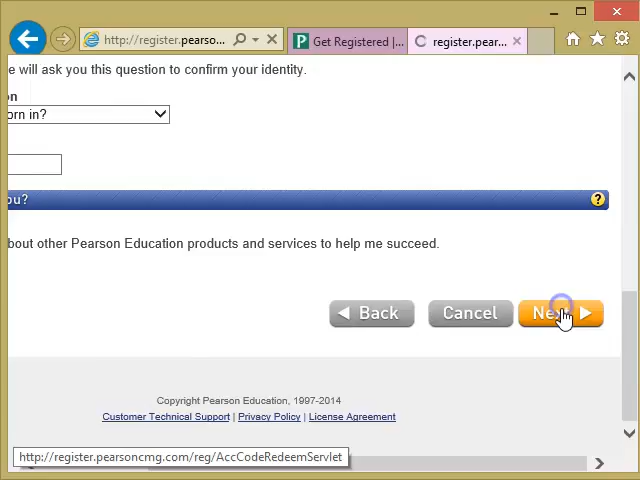 http://register.pearso...
Get Registered |...
register.pear...
e will ask you this question to confirm your identity.
on
orn in?
ou?
?
bout other Pearson Education products and services to help me succeed.
Back
Cancel
Next
Copyright Pearson Education, 1997-2014
Customer Technical Support | Privacy Policy | License Agreement
http://register.pearsoncmg.com/reg/AccCodeRedeemServlet